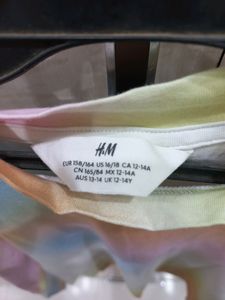 H&M
EUR 158/164 US 16/18 CA 12-14A
CN 165/84 MX 12-14A
AUS 13-14 UK 12-14Y